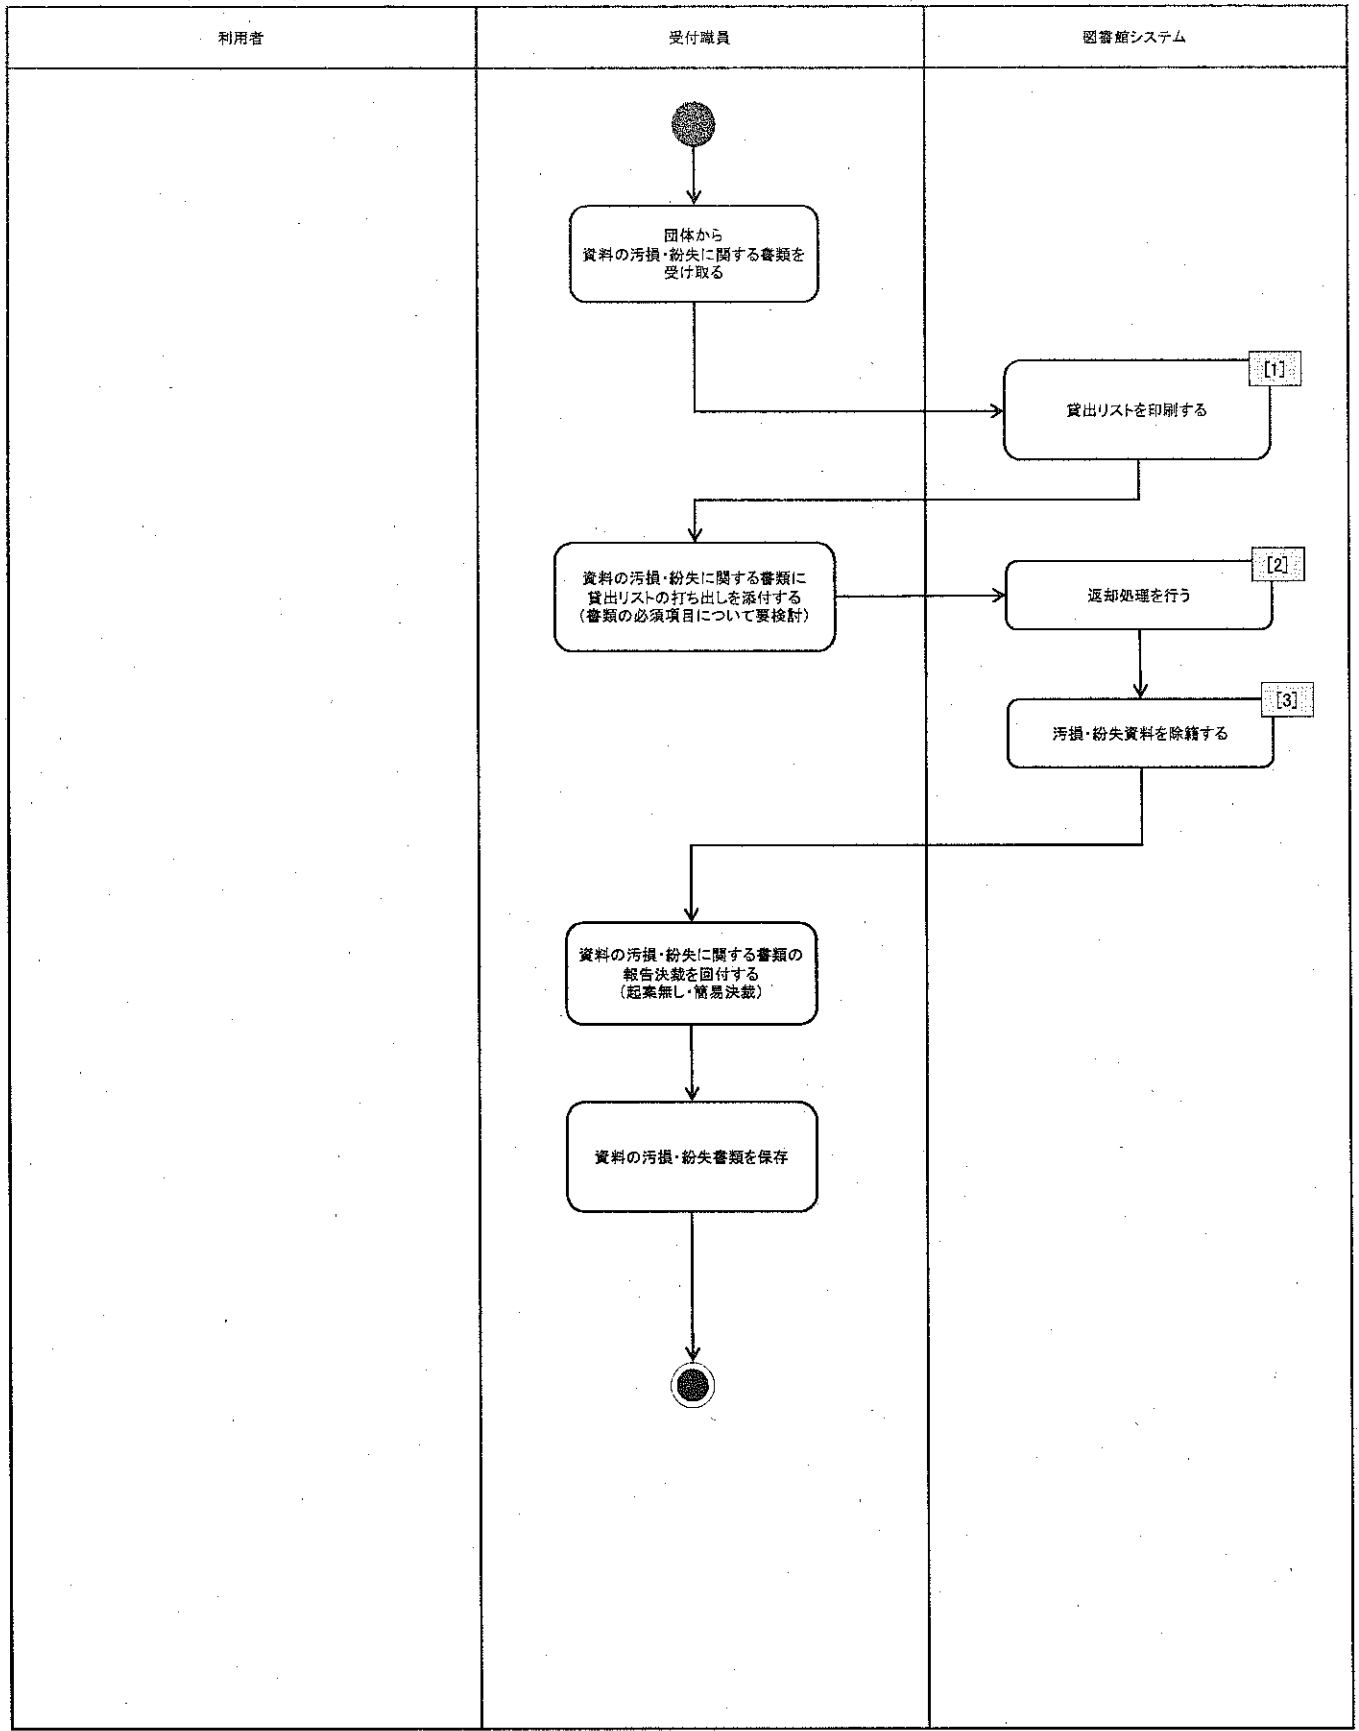 利用者
受付職員
図書館システム
団体から
資料の汚損・紛失に関する書類を
受け取る
[1]
貸出リストを印刷する
資料の汚損・紛失に関する書類に
貸出リストの打ち出しを添付する
(書類の必須項目について要検討)
[2]
返却処理を行う
[3]
汚損・紛失資料を除籍する
資料の汚損・紛失に関する書類の
報告決裁を回付する
(起案無し・簡易決裁)
資料の汚損・紛失書類を保存